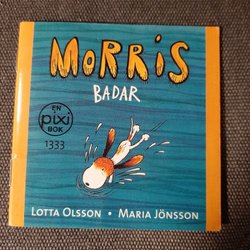 MORRiS
BADAR
EN
pixi
BOK
1333
LOTTA OLSSON • MARIA JÖNSSON